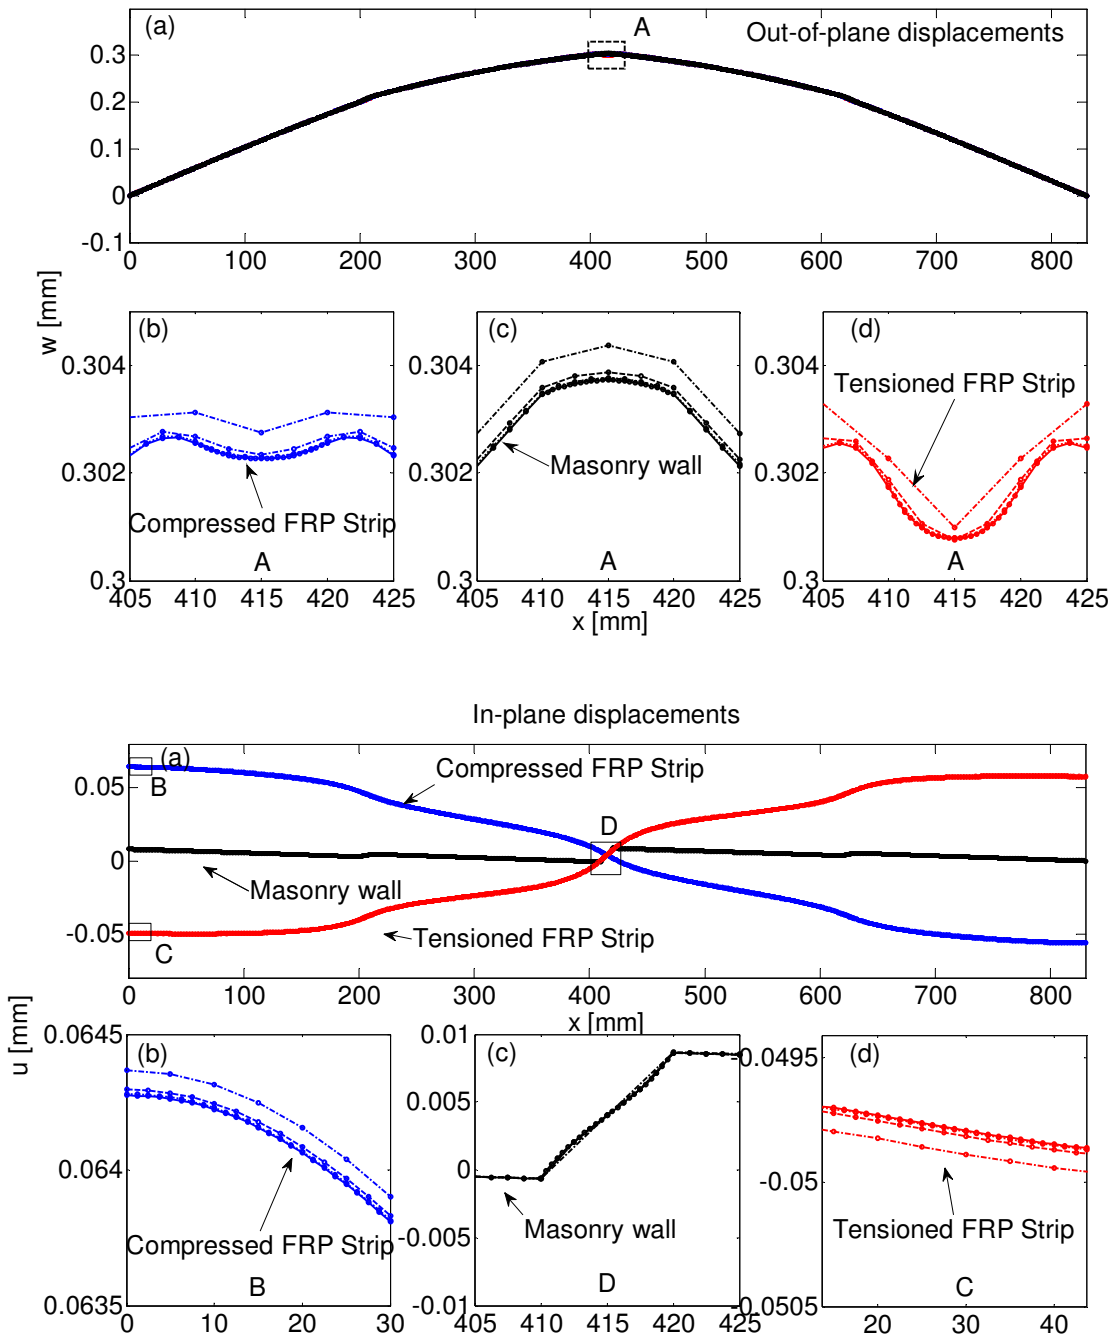 (a)
A
Out-of-plane displacements
0.3
0.2
0.1
0
-0.1
0 100 200 300 400 500 600 700 800
w [mm]
(b) (c) (d)
0.304 0.304 0.304
Tensioned FRP Strip
0.302 0.302 0.302
Masonry wall
Compressed FRP Strip
A A A
0.3 0.3 0.3
405 410 415 420 425 405 410 415 420 425 405 410 415 420 425
x [mm]
In-plane displacements
(a)
Compressed FRP Strip
0.05
B
D
0
Masonry wall
-0.05
Tensioned FRP Strip
C
0 100 200 300 400 500 600 700 800
x [mm]
u [mm]
0.0645 0.01
(b) (c) (d)
-0.0495
0.005
0.064 0 -0.05
Masonry wall
Tensioned FRP Strip
Compressed FRP Strip
-0.005
B D C
0.0635 -0.01 -0.0505
0 10 20 30 405 410 415 420 425 20 30 40